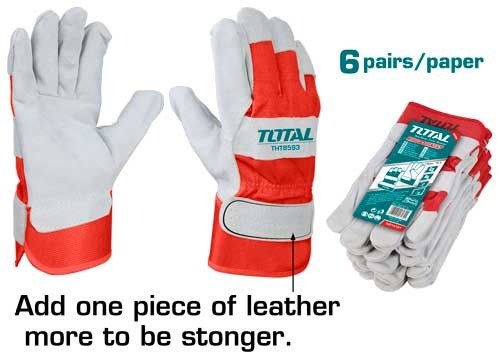 6 pairs/paper
TOTAL
THT8593
TOTAL
Add one piece of leather
more to be stonger.